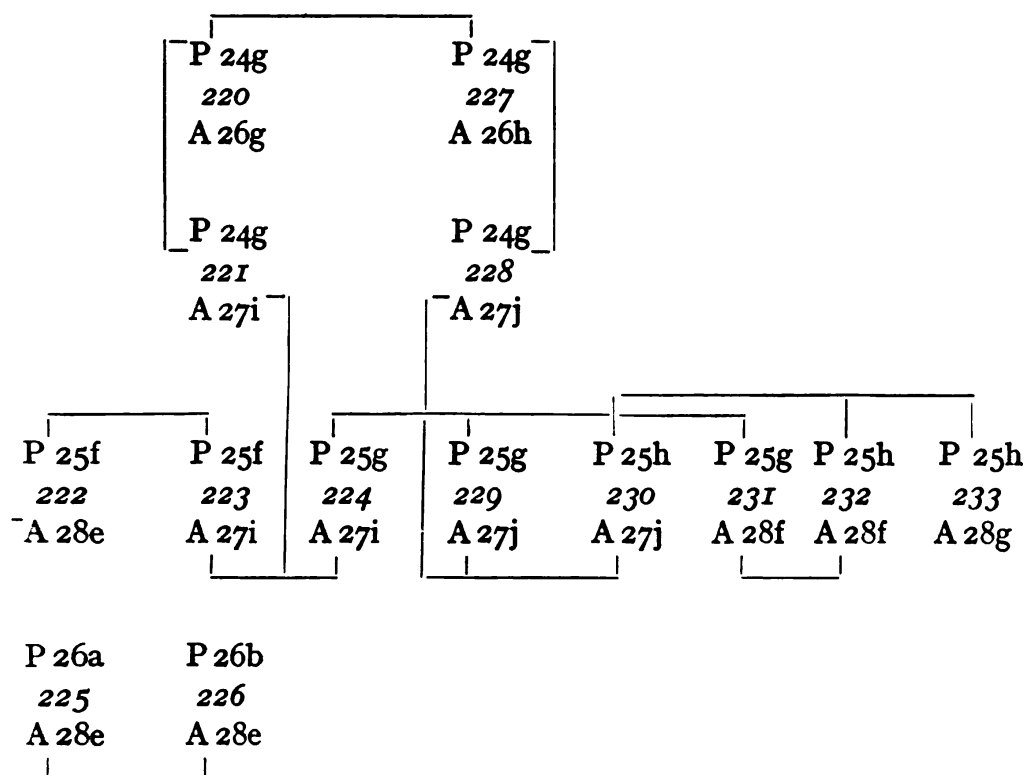 P 24g P 24g
220 227
A 26g A 26h
P 24g P 24g
221 228
A 27i A 27j
P 25f P 25f P 25g P 25g P 25h P 25g P 25h P 25h
222 223 224 229 230 231 232 233
A 28e A 27i A 27i A 27j A 27j A 28f A 28f A 28g
P 26a P 26b
225 226
A 28e A 28e